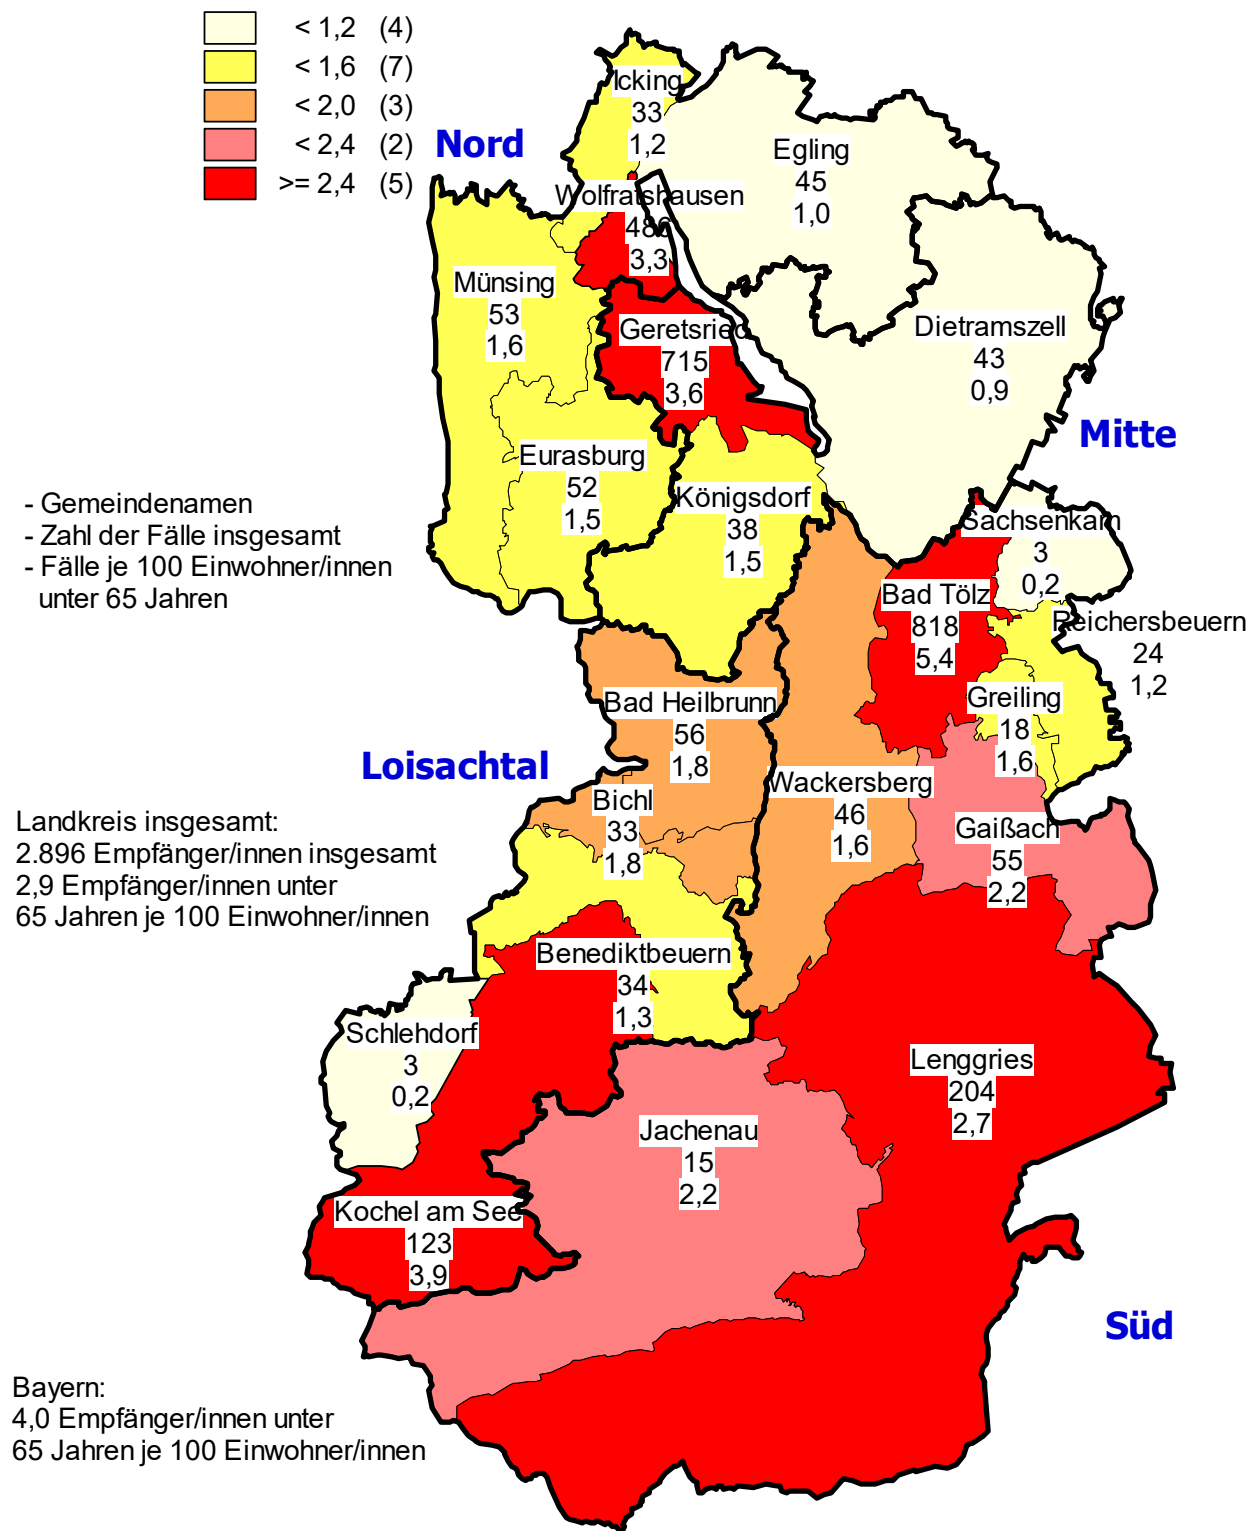 < 1,2 (4)
< 1,6 (7)
< 2,0 (3)
< 2,4 (2)
>= 2,4 (5)
Nord
Icking
33
1,2
Egling
45
1,0
Wolfratshausen
486
3,3
Münsing
53
1,6
Geretsried
715
3,6
Dietramszell
43
0,9
Mitte
Eurasburg
52
1,5
Königsdorf
38
1,5
- Gemeindenamen
- Zahl der Fälle insgesamt
- Fälle je 100 Einwohner/innen
unter 65 Jahren
Sachsenkam
3
0,2
Bad Tölz
818
5,4
Reichersbeuern
24
1,2
Greiling
18
1,6
Bad Heilbrunn
56
1,8
Loisachtal
Wackersberg
46
1,6
Bichl
33
1,8
Gaißach
55
2,2
Landkreis insgesamt:
2.896 Empfänger/innen insgesamt
2,9 Empfänger/innen unter
65 Jahren je 100 Einwohner/innen
Benediktbeuern
34
1,3
Schlehdorf
3
0,2
Lenggries
204
2,7
Jachenau
15
2,2
Kochel am See
123
3,9
Süd
Bayern:
4,0 Empfänger/innen unter
65 Jahren je 100 Einwohner/innen